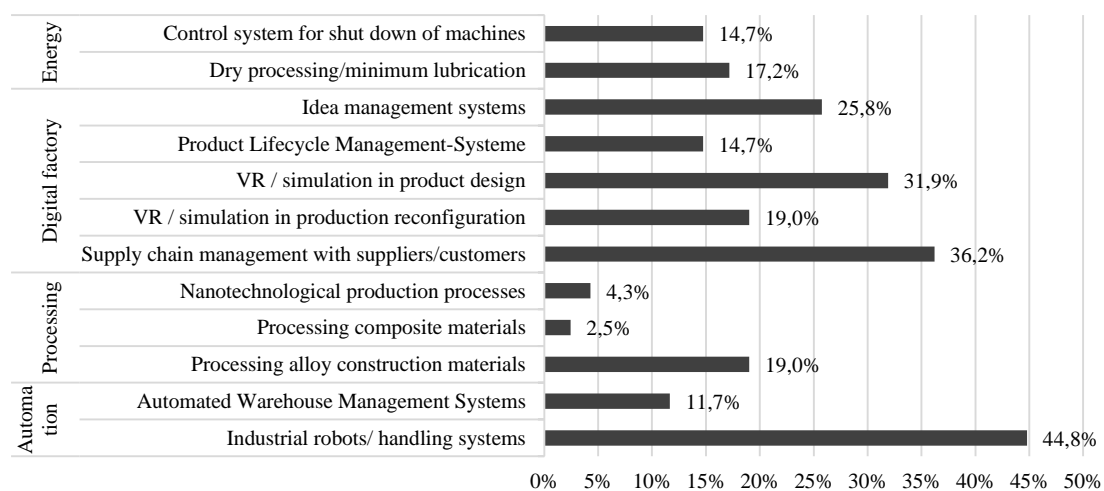 Energy
Control system for shut down of machines 14,7%
Dry processing/minimum lubrication 17,2%
Digital factory
Idea management systems 25,8%
Product Lifecycle Management-Systeme 14,7%
VR / simulation in product design 31,9%
VR / simulation in production reconfiguration 19,0%
Supply chain management with suppliers/customers 36,2%
Processing
Nanotechnological production processes 4,3%
Processing composite materials 2,5%
Processing alloy construction materials 19,0%
Automa
tion
Automated Warehouse Management Systems 11,7%
Industrial robots/ handling systems 44,8%
0% 5% 10% 15% 20% 25% 30% 35% 40% 45% 50%